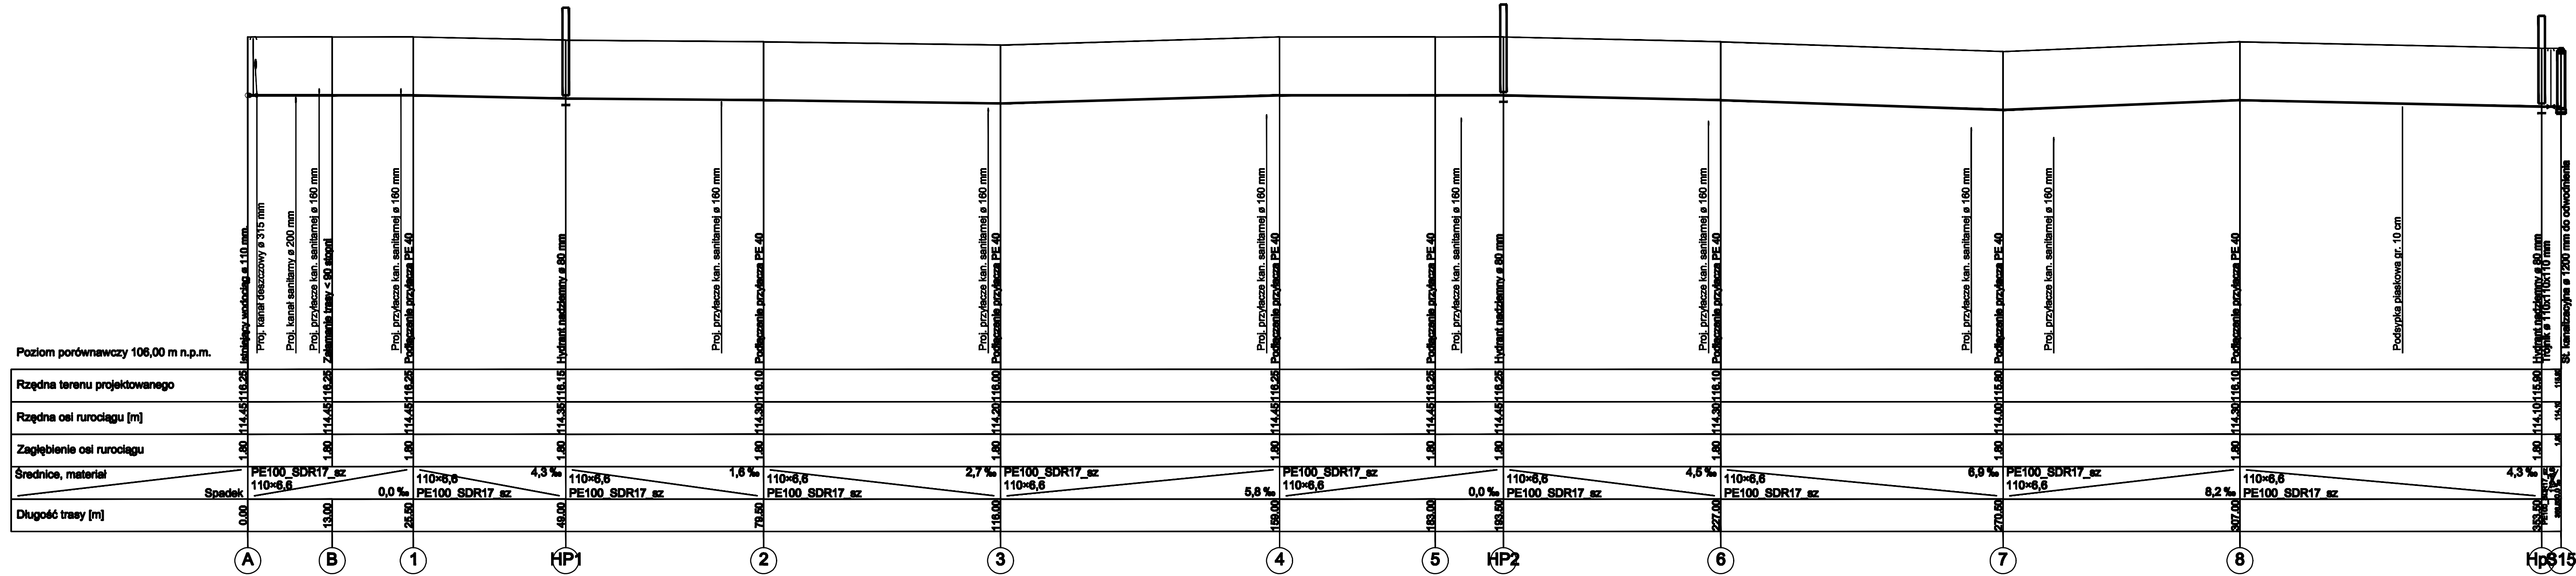 Istniejący wodociąg ø 110 mm
Proj. kanał deszczowy ø 315 mm
Proj. kanał sanitarny ø 200 mm
Proj. przyłacze kan. sanitarnej ø 160 mm
Załamanie trasy < 90 stopni
Proj. przyłacze kan. sanitarnej ø 160 mm
Podłączenie przyłącza PE 40
Hydrant nadziemny ø 80 mm
Proj. przyłacze kan. sanitarnej ø 160 mm
Podłączenie przyłącza PE 40
Proj. przyłacze kan. sanitarnej ø 160 mm
Podłączenie przyłącza PE 40
Proj. przyłacze kan. sanitarnej ø 160 mm
Podłączenie przyłącza PE 40
Podłączenie przyłącza PE 40
Proj. przyłacze kan. sanitarnej ø 160 mm
Hydrant nadziemny ø 80 mm
Proj. przyłacze kan. sanitarnej ø 160 mm
Podłączenie przyłącza PE 40
Proj. przyłacze kan. sanitarnej ø 160 mm
Podłączenie przyłącza PE 40
Proj. przyłacze kan. sanitarnej ø 160 mm
Podłączenie przyłącza PE 40
Podsypka piaskowa gr. 10 cm
Hydrant nadziemny ø 80 mm
Trójnik ø 110x110x110 mm
St. kanalizacyjna ø 1200 mm do odwodnienia
Poziom porównawczy 106,00 m n.p.m.
Rzędna terenu projektowanego 116.25 116.25 116.25 116.15 116.10 116.00 116.25 116.25 116.25 116.10 115.80 116.10 115.90
Rzędna osi rurociągu [m] 114.45 114.45 114.45 114.35 114.30 114.20 114.45 114.45 114.45 114.30 114.00 114.30 114.10
Zagłębienie osi rurociągu 1.80 1.80 1.80 1.80 1.80 1.80 1.80 1.80 1.80 1.80 1.80 1.80 1.80
Średnice, materiał
Spadek
PE100_SDR17_sz
110×6,6
0,0 ‰
4,3 ‰
110×6,6
PE100_SDR17_sz
1,6 ‰
110×6,6
PE100_SDR17_sz
2,7 ‰
110×6,6
PE100_SDR17_sz
PE100_SDR17_sz
110×6,6
5,8 ‰
PE100_SDR17_sz
110×6,6
0,0 ‰
4,5 ‰
110×6,6
PE100_SDR17_sz
6,9 ‰
110×6,6
PE100_SDR17_sz
PE100_SDR17_sz
110×6,6
8,2 ‰
4,3 ‰
110×6,6
PE100_SDR17_sz
Długość trasy [m] 0.00 13.00 25.50 49.00 79.50 116.00 159.00 183.00 193.50 227.00 270.50 307.00 353.50
A B 1 HP1 2 3 4 5 HP2 6 7 8